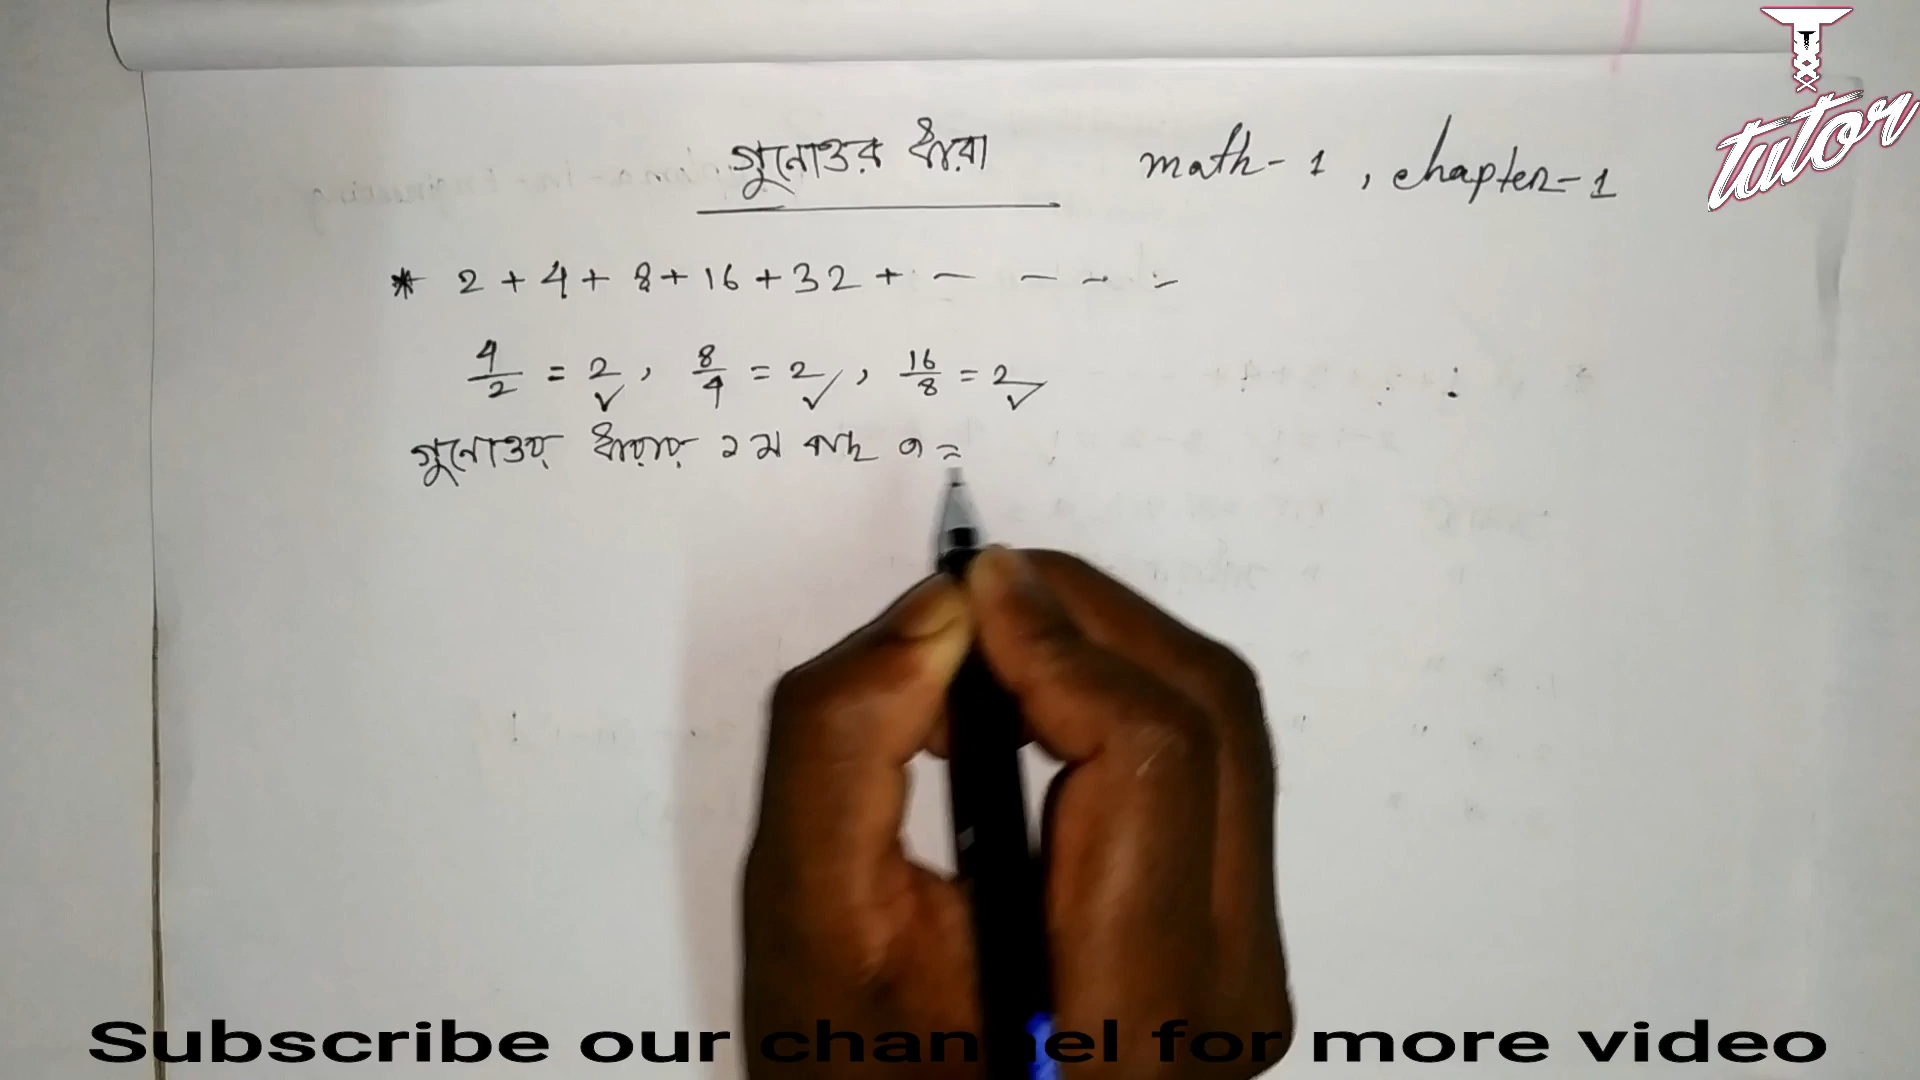 গুনোত্তর ধারা math-1, chapter-1
T
tutor
* 2 + 4 + 8 + 16 + 32 + — — - -
4/2 = 2 ✓, 8/4 = 2 ✓, 16/8 = 2 ✓
গুনোত্তর ধারার ১ম পদ a =
Subscribe our channel for more video